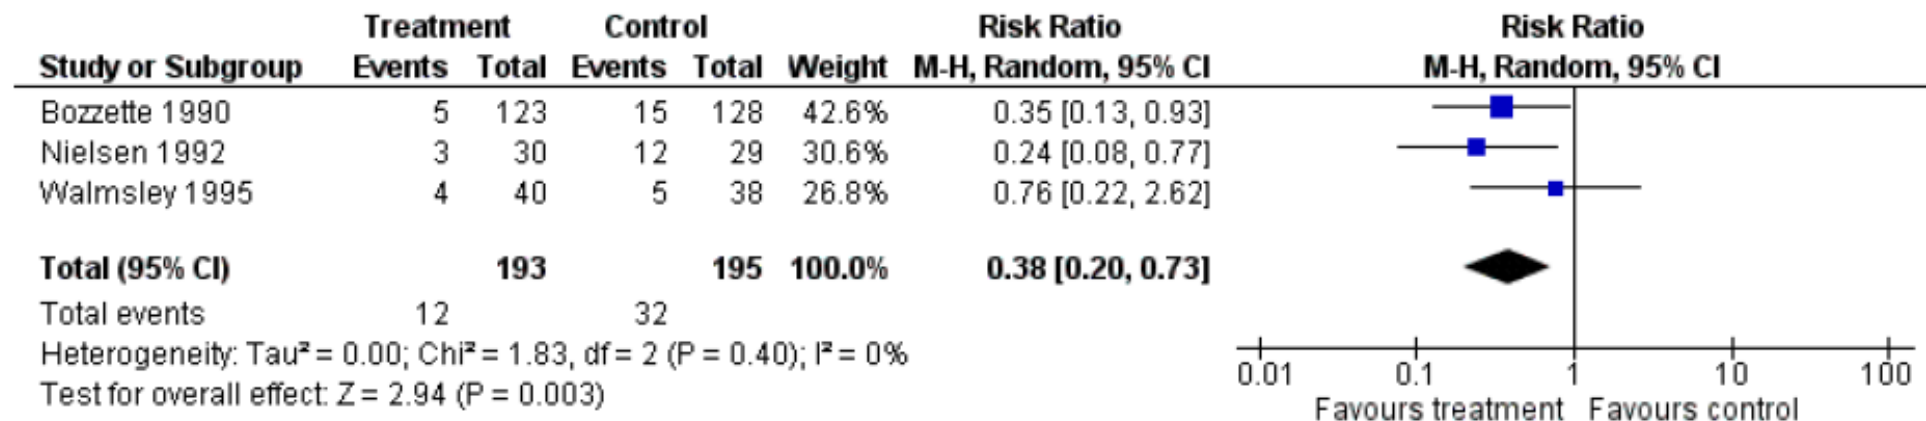 Treatment Control Risk Ratio Risk Ratio
Study or Subgroup Events Total Events Total Weight M-H, Random, 95% CI M-H, Random, 95% CI
Bozzette 1990 5 123 15 128 42.6% 0.35 [0.13, 0.93]
Nielsen 1992 3 30 12 29 30.6% 0.24 [0.08, 0.77]
Walmsley 1995 4 40 5 38 26.8% 0.76 [0.22, 2.62]
Total (95% CI) 193 195 100.0% 0.38 [0.20, 0.73]
Total events 12 32
Heterogeneity: Tau² = 0.00; Chi² = 1.83, df = 2 (P = 0.40); I² = 0%
Test for overall effect: Z = 2.94 (P = 0.003)
0.01 0.1 1 10 100
Favours treatment Favours control